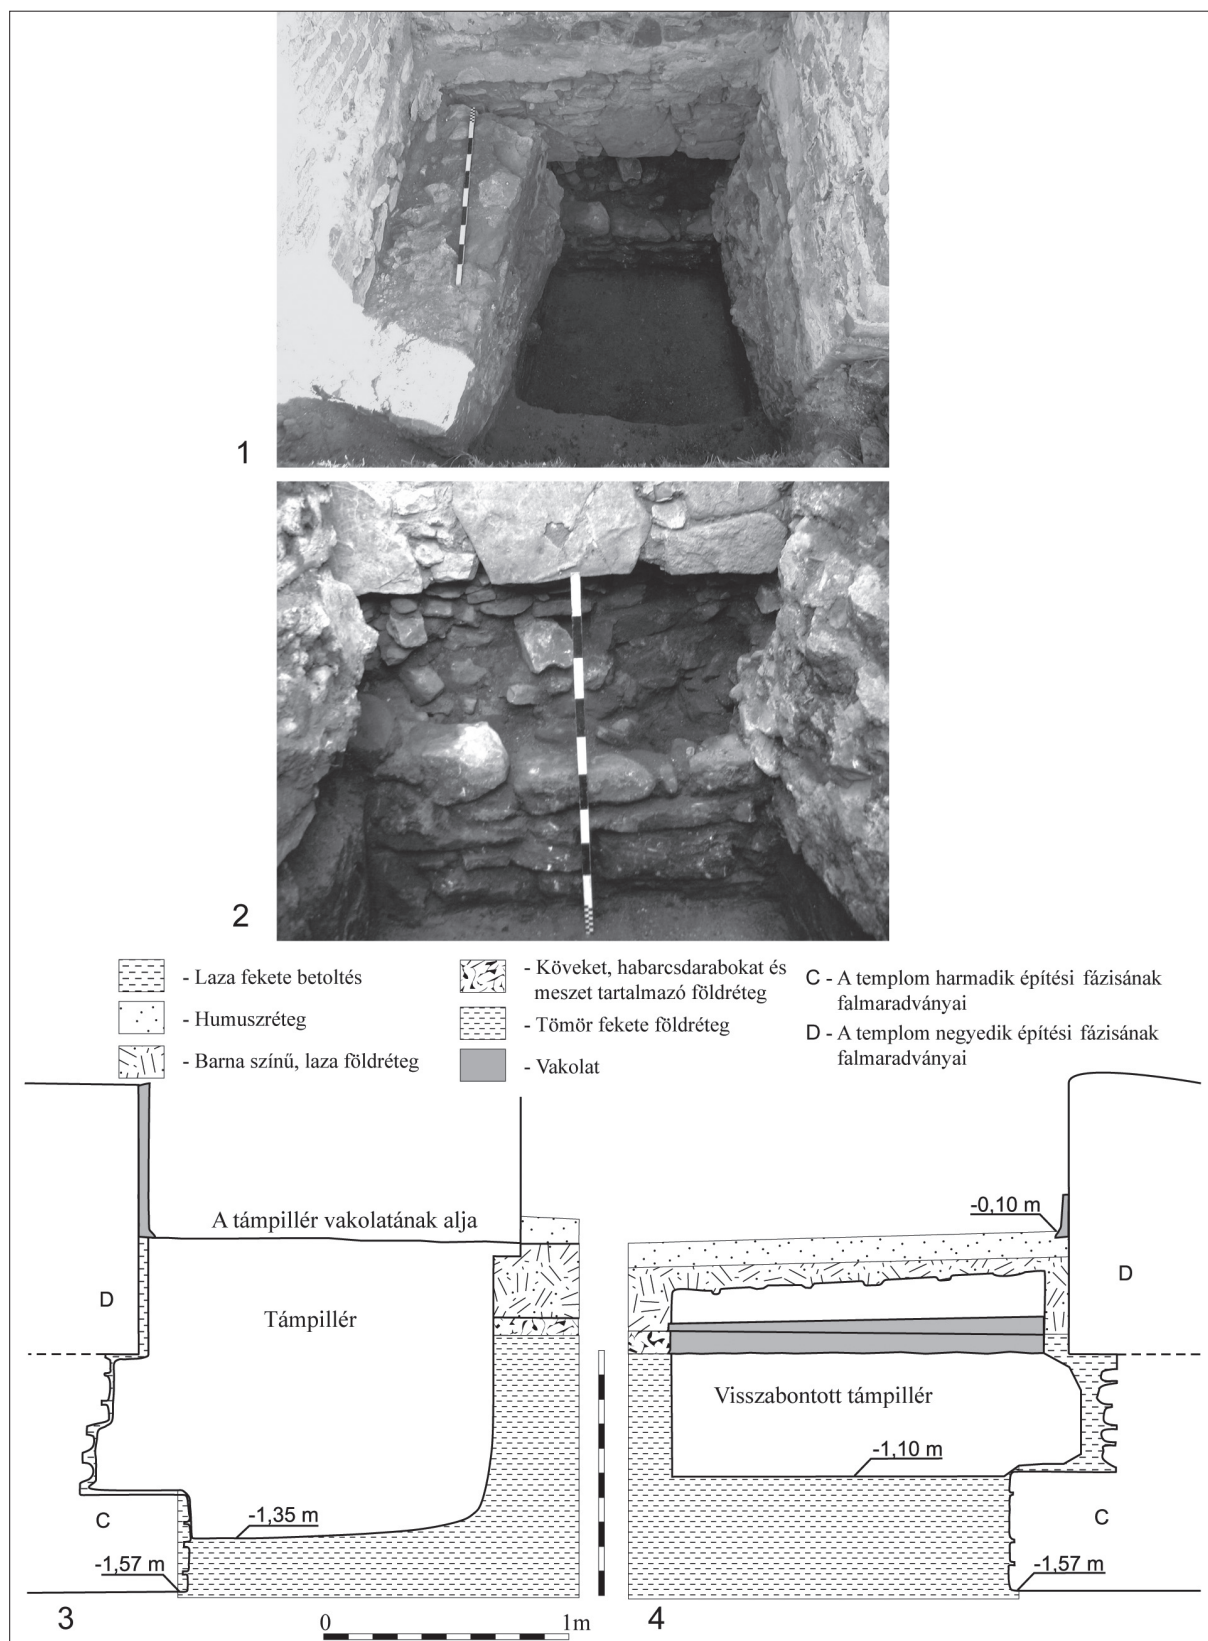 1
2
- Laza fekete betoltés
- Humuszréteg
- Barna színű, laza földréteg
- Köveket, habarcsdarabokat és
meszet tartalmazó földréteg
- Tömör fekete földréteg
- Vakolat
C - A templom harmadik építési fázisának
falmaradványai
D - A templom negyedik építési fázisának
falmaradványai
A támpillér vakolatának alja
D
Támpillér
C
-1,35 m
-1,57 m
3
-0,10 m
D
Visszabontott támpillér
-1,10 m
C
-1,57 m
4
0 1m